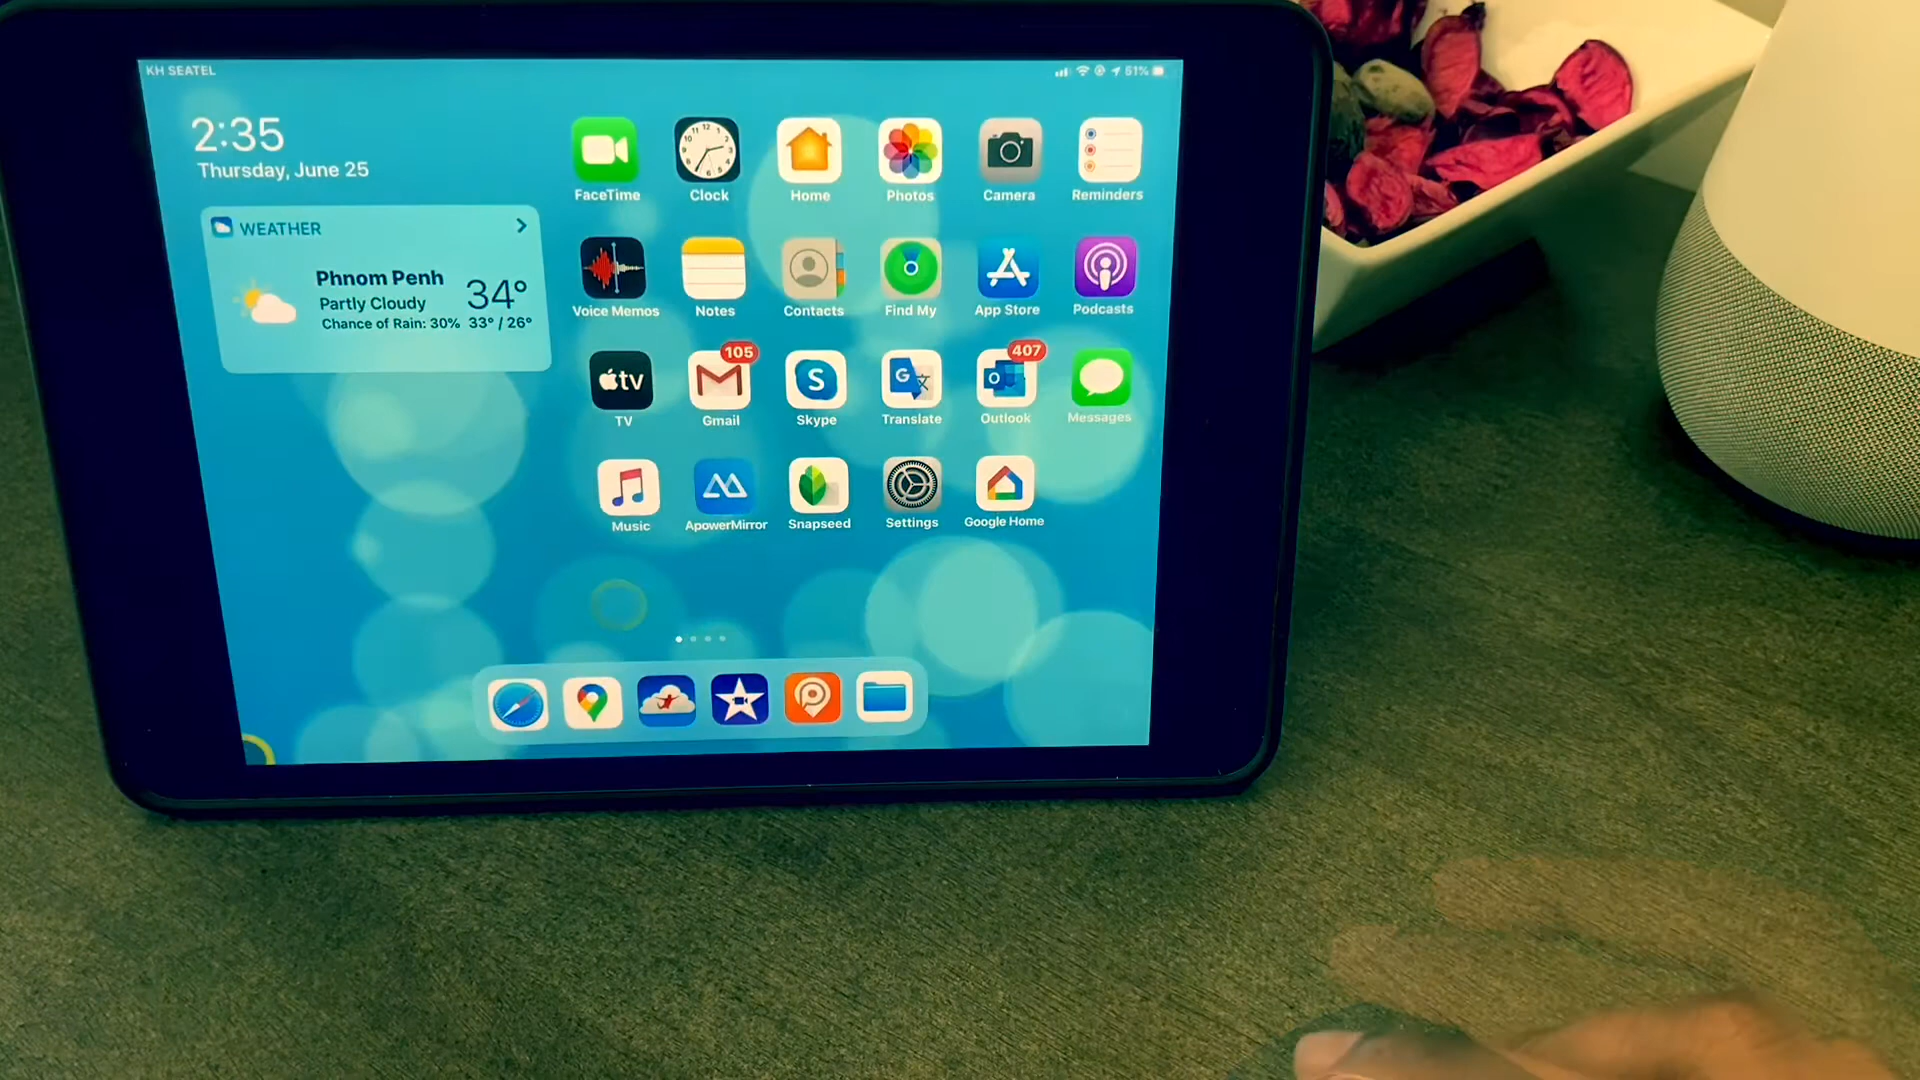 KH SEATEL
61%
2:35
Thursday, June 25
WEATHER
Phnom Penh
Partly Cloudy
34°
Chance of Rain: 30% 33° / 26°
FaceTime
Clock
Home
Photos
Camera
Reminders
Voice Memos
Notes
Contacts
Find My
App Store
Podcasts
tv
105
407
TV
Gmail
Skype
Translate
Outlook
Messages
Music
ApowerMirror
Snapseed
Settings
Google Home